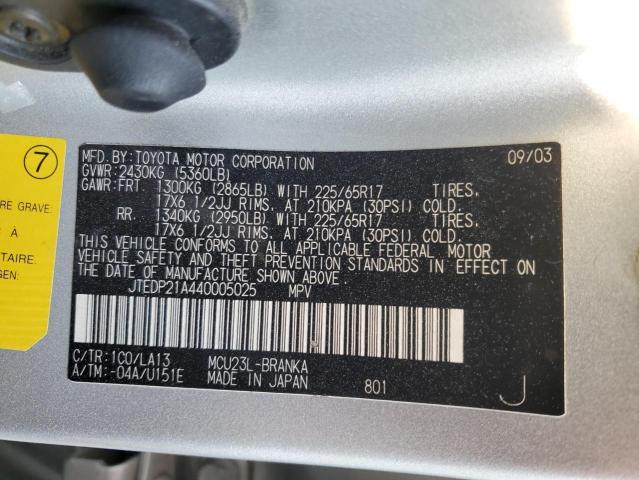 7
RE GRAVE
À
TAIRE.
GEN:
MFD. BY: TOYOTA MOTOR CORPORATION 09/03
GVWR: 2430KG (5360LB)
GAWR: FRT 1300KG (2865LB) WITH 225/65R17 TIRES,
17X6 1/2JJ RIMS, AT 210KPA (30PSI) COLD.
RR 1340KG (2950LB) WITH 225/65R17 TIRES,
17X6 1/2JJ RIMS, AT 210KPA (30PSI) COLD.
THIS VEHICLE CONFORMS TO ALL APPLICABLE FEDERAL MOTOR
VEHICLE SAFETY AND THEFT PREVENTION STANDARDS IN EFFECT ON
THE DATE OF MANUFACTURE SHOWN ABOVE.
JTEDP21A440005025 MPV
C/TR: 1C0/LA13 MCU23L-BRANKA
A/TM: -04A/U151E MADE IN JAPAN 801 J